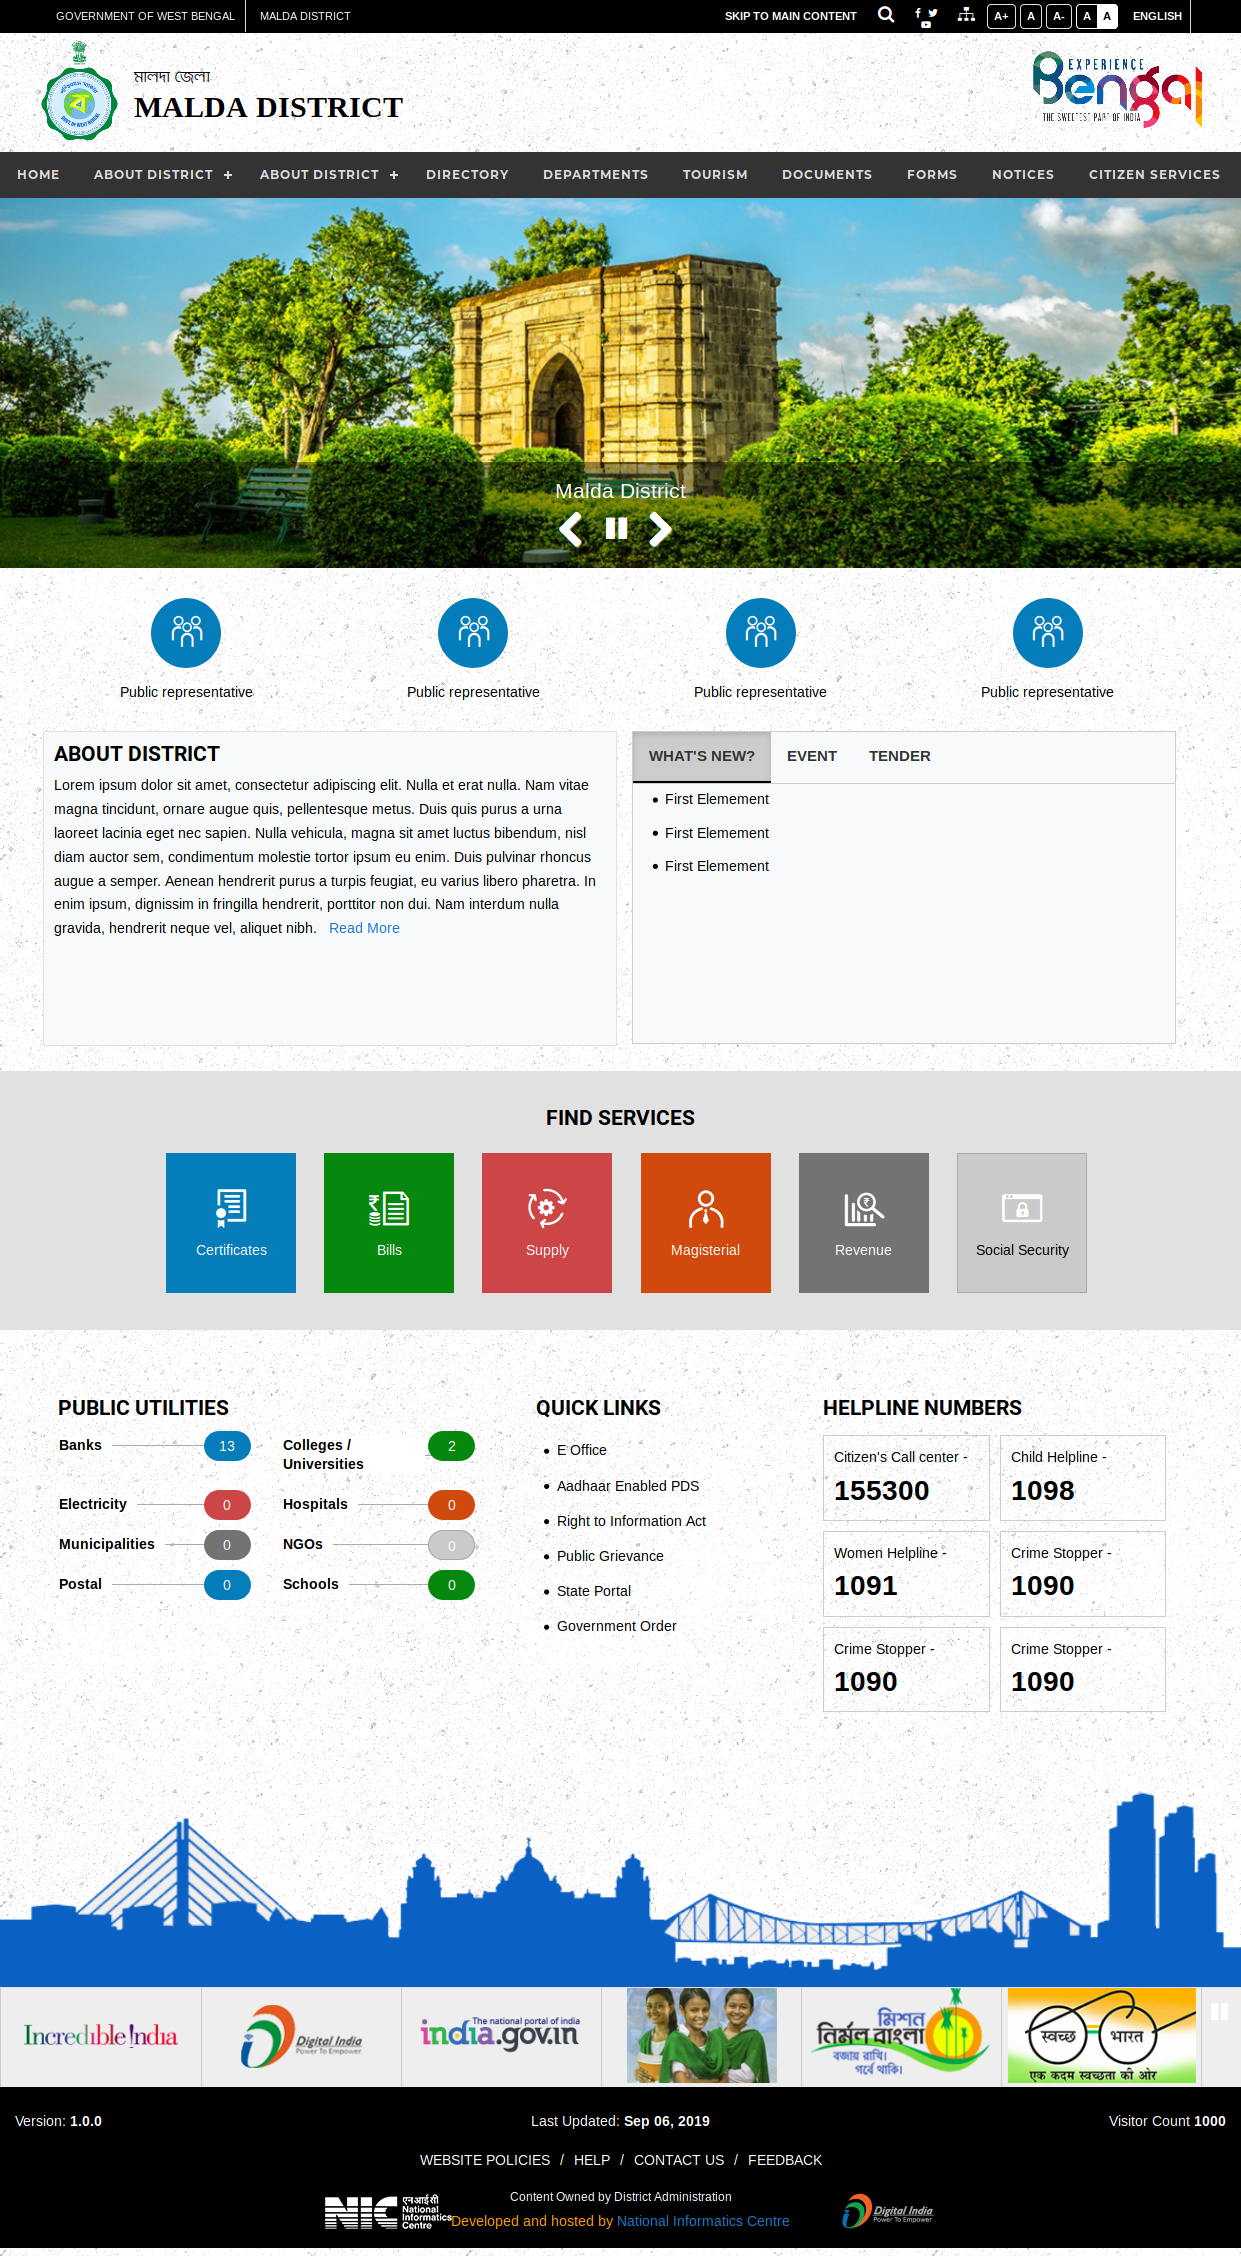 GOVERNMENT OF WEST BENGAL
MALDA DISTRICT
SKIP TO MAIN CONTENT
A+
A
A-
A
A
ENGLISH
মালদা জেলা
MALDA DISTRICT
EXPERIENCE
Bengal
THE SWEETEST PART OF INDIA
HOME
ABOUT DISTRICT +
ABOUT DISTRICT +
DIRECTORY
DEPARTMENTS
TOURISM
DOCUMENTS
FORMS
NOTICES
CITIZEN SERVICES
Malda District
Public representative
Public representative
Public representative
Public representative
ABOUT DISTRICT
Lorem ipsum dolor sit amet, consectetur adipiscing elit. Nulla et erat nulla. Nam vitae
magna tincidunt, ornare augue quis, pellentesque metus. Duis quis purus a urna
laoreet lacinia eget nec sapien. Nulla vehicula, magna sit amet luctus bibendum, nisl
diam auctor sem, condimentum molestie tortor ipsum eu enim. Duis pulvinar rhoncus
augue a semper. Aenean hendrerit purus a turpis feugiat, eu varius libero pharetra. In
enim ipsum, dignissim in fringilla hendrerit, porttitor non dui. Nam interdum nulla
gravida, hendrerit neque vel, aliquet nibh. Read More
WHAT'S NEW?
EVENT
TENDER
First Elemement
First Elemement
First Elemement
FIND SERVICES
Certificates
Bills
Supply
Magisterial
Revenue
Social Security
PUBLIC UTILITIES
Banks 13
Colleges /
Universities 2
Electricity 0
Hospitals 0
Municipalities 0
NGOs 0
Postal 0
Schools 0
QUICK LINKS
E Office
Aadhaar Enabled PDS
Right to Information Act
Public Grievance
State Portal
Government Order
HELPLINE NUMBERS
Citizen's Call center -
155300
Child Helpline -
1098
Women Helpline -
1091
Crime Stopper -
1090
Crime Stopper -
1090
Crime Stopper -
1090
Incredible !ndia
Digital India
Power To Empower
The national portal of india
india.gov.in
মিশন
নির্মল বাংলা
বজায় রাখি।
গর্বে থাকি।
स्वच्छ भारत
एक कदम स्वच्छता की ओर
Version: 1.0.0
Last Updated: Sep 06, 2019
Visitor Count 1000
WEBSITE POLICIES / HELP / CONTACT US / FEEDBACK
NIC
एनआईसी
National
Informatics
Centre
Content Owned by District Administration
Developed and hosted by National Informatics Centre
Digital India
Power To Empower